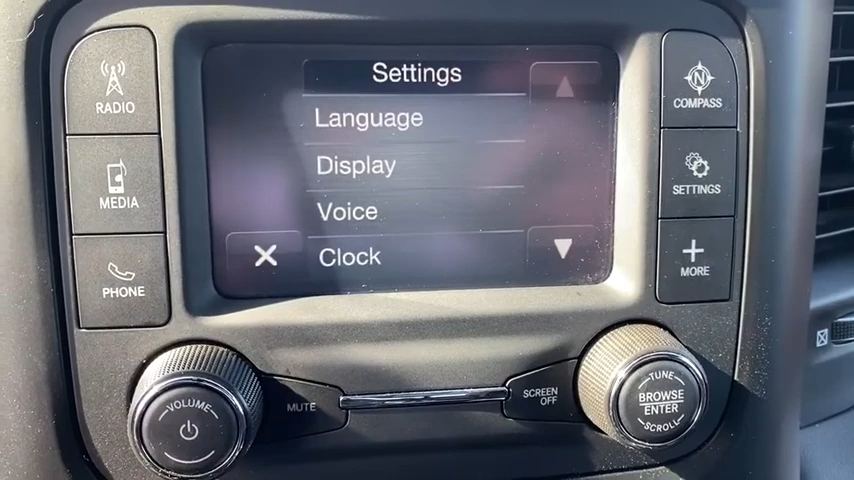 Settings
Language
Display
Voice
Clock
RADIO
MEDIA
PHONE
N
COMPASS
SETTINGS
MORE
VOLUME
MUTE
SCREEN
OFF
TUNE
BROWSE
ENTER
SCROLL